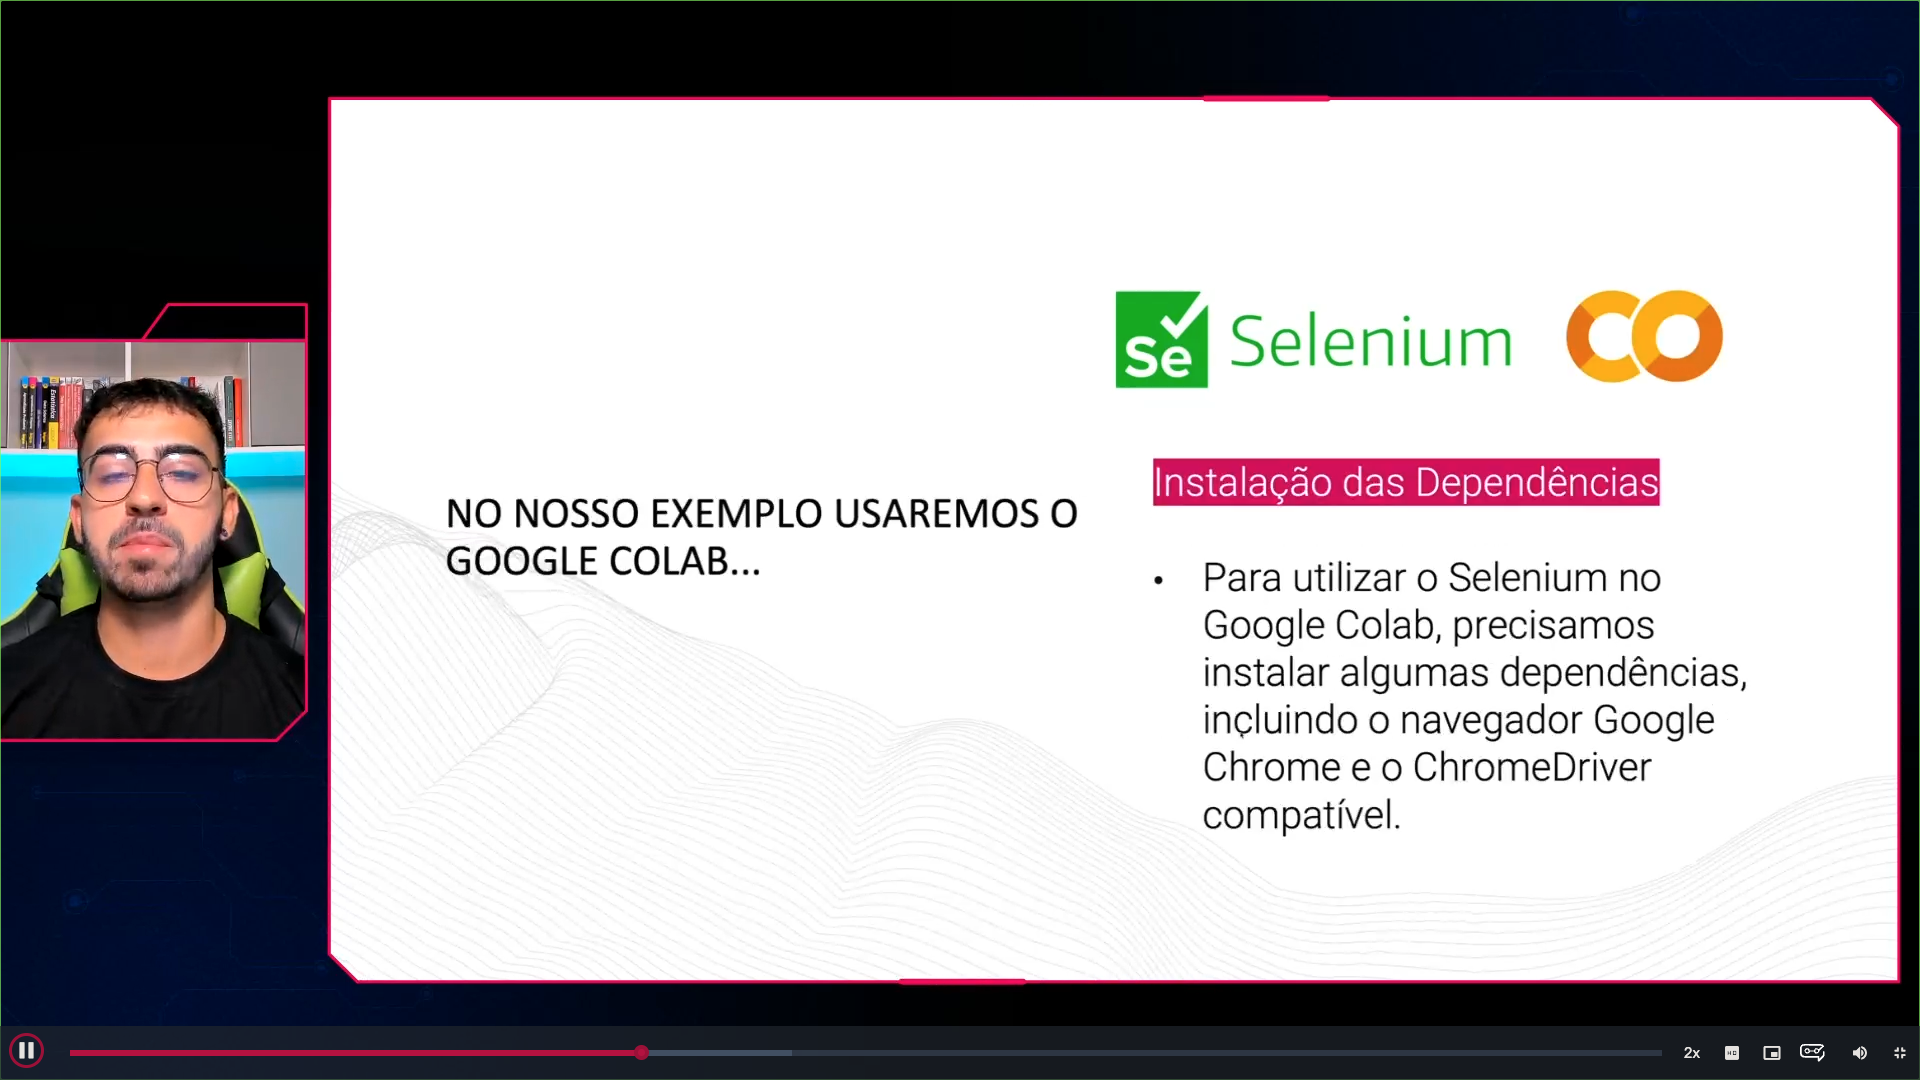 Se Selenium CO
Instalação das Dependências
NO NOSSO EXEMPLO USAREMOS O
GOOGLE COLAB...
• Para utilizar o Selenium no
Google Colab, precisamos
instalar algumas dependências,
incluindo o navegador Google
Chrome e o ChromeDriver
compatível.
2x HD